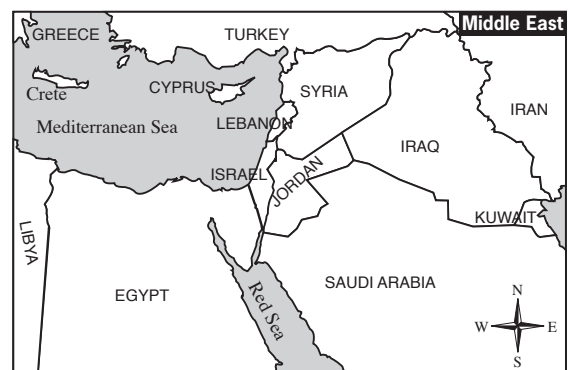 Middle East
GREECE
TURKEY
CYPRUS
SYRIA
Crete
IRAN
Mediterranean Sea
LEBANON
IRAQ
ISRAEL
JORDAN
KUWAIT
LIBYA
SAUDI ARABIA
EGYPT
Red Sea
N
W
E
S